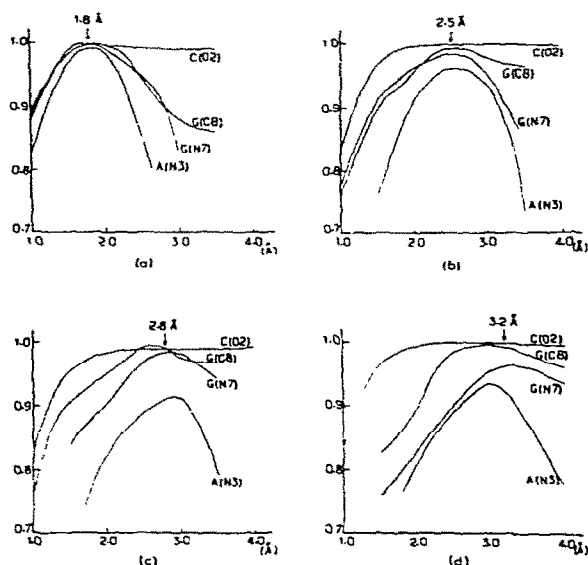 1·8 Å
1.0
0.9
0.8
0.7
C(O2)
G(C8)
G(N7)
A(N3)
1.0 2.0 3.0 4.0 (Å)
(a)
2·5 Å
1.0
0.9
0.8
0.7
C(O2)
G(C8)
G(N7)
A(N3)
1.0 2.0 3.0 4.0 (Å)
(b)
2·8 Å
1.0
0.9
0.8
0.7
C(O2)
G(C8)
G(N7)
A(N3)
1.0 2.0 3.0 4.0 (Å)
(c)
3·2 Å
1.0
0.9
0.8
0.7
C(O2)
G(C8)
G(N7)
A(N3)
1.0 2.0 3.0 4.0 (Å)
(d)